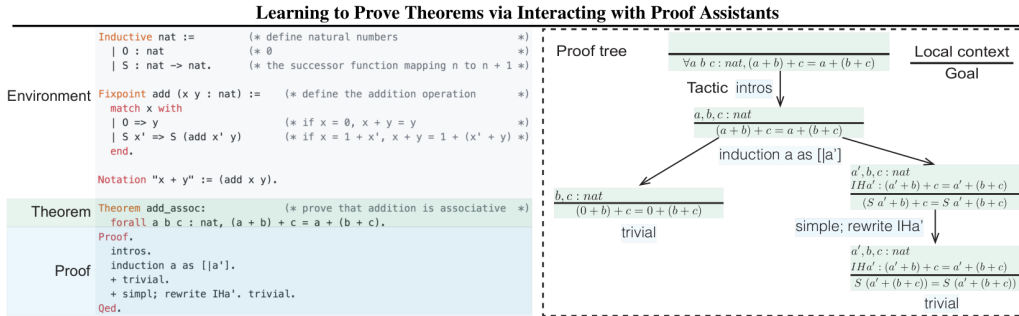 Learning to Prove Theorems via Interacting with Proof Assistants
Environment
Inductive nat := (* define natural numbers *)
| O : nat (* 0 *)
| S : nat -> nat. (* the successor function mapping n to n + 1 *)
Fixpoint add (x y : nat) := (* define the addition operation *)
match x with
| O => y (* if x = 0, x + y = y *)
| S x' => S (add x' y) (* if x = 1 + x', x + y = 1 + (x' + y) *)
end.
Notation "x + y" := (add x y).
Theorem
Theorem add_assoc: (* prove that addition is associative *)
forall a b c : nat, (a + b) + c = a + (b + c).
Proof
Proof.
intros.
induction a as [|a'].
+ trivial.
+ simpl; rewrite IHa'. trivial.
Qed.
Proof tree
∀a b c : nat, (a + b) + c = a + (b + c)
Local context
Goal
Tactic intros
a, b, c : nat
(a + b) + c = a + (b + c)
induction a as [|a']
b, c : nat
(0 + b) + c = 0 + (b + c)
trivial
a', b, c : nat
IHa' : (a' + b) + c = a' + (b + c)
(S a' + b) + c = S a' + (b + c)
simple; rewrite IHa'
a', b, c : nat
IHa' : (a' + b) + c = a' + (b + c)
S (a' + (b + c)) = S (a' + (b + c))
trivial